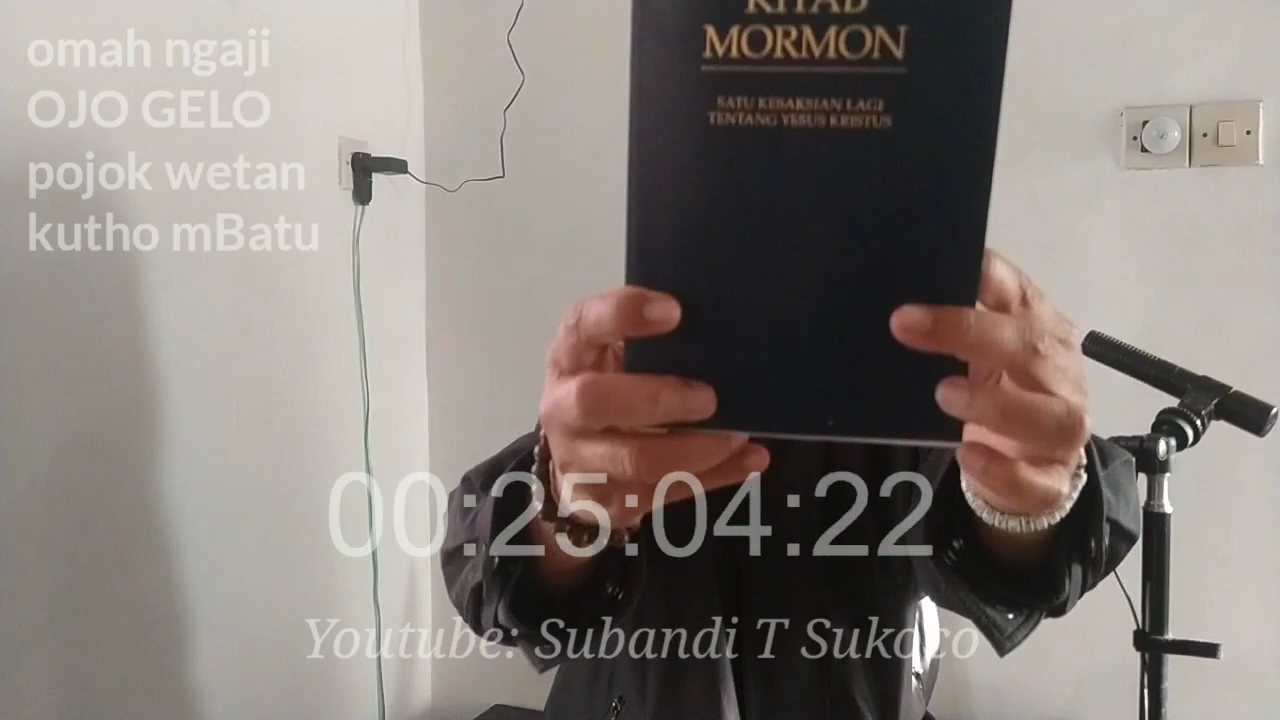 omah ngaji
OJO GELO
pojok wetan
kutho mBatu
KITAB
MORMON
SATU KESAKSIAN LAGI
TENTANG YESUS KRISTUS
00:25:04:22
Youtube: Subandi T Sukoco